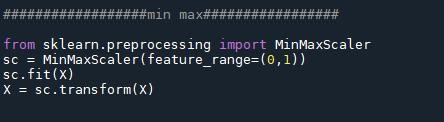 ##################min max#################
from sklearn.preprocessing import MinMaxScaler
sc = MinMaxScaler(feature_range=(0,1))
sc.fit(X)
X = sc.transform(X)